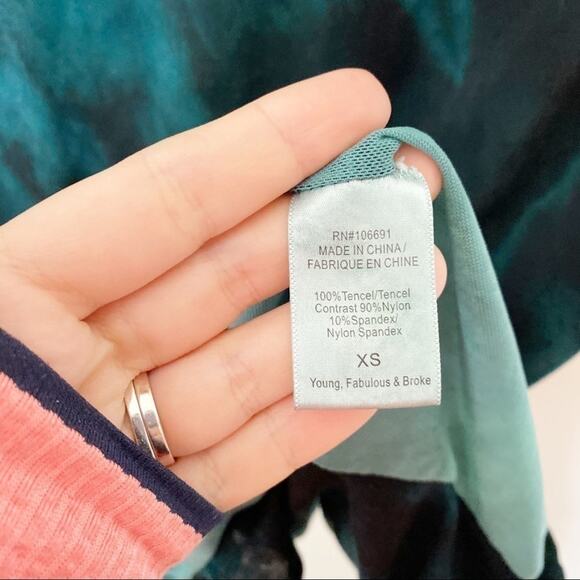 RN#106691
MADE IN CHINA/
FABRIQUE EN CHINE
100%Tencel/Tencel
Contrast 90%Nylon
10%Spandex/
Nylon Spandex
XS
Young, Fabulous & Broke